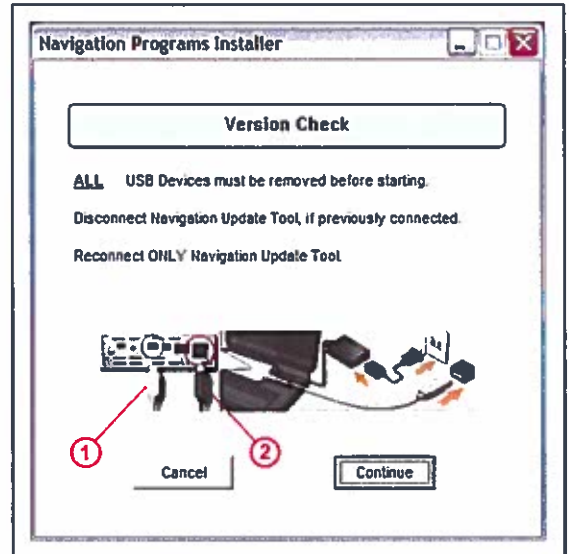 Navigation Programs Installer
Version Check
ALL USB Devices must be removed before starting.
Disconnect Navigation Update Tool, if previously connected.
Reconnect ONLY Navigation Update Tool.
1
2
Cancel
Continue